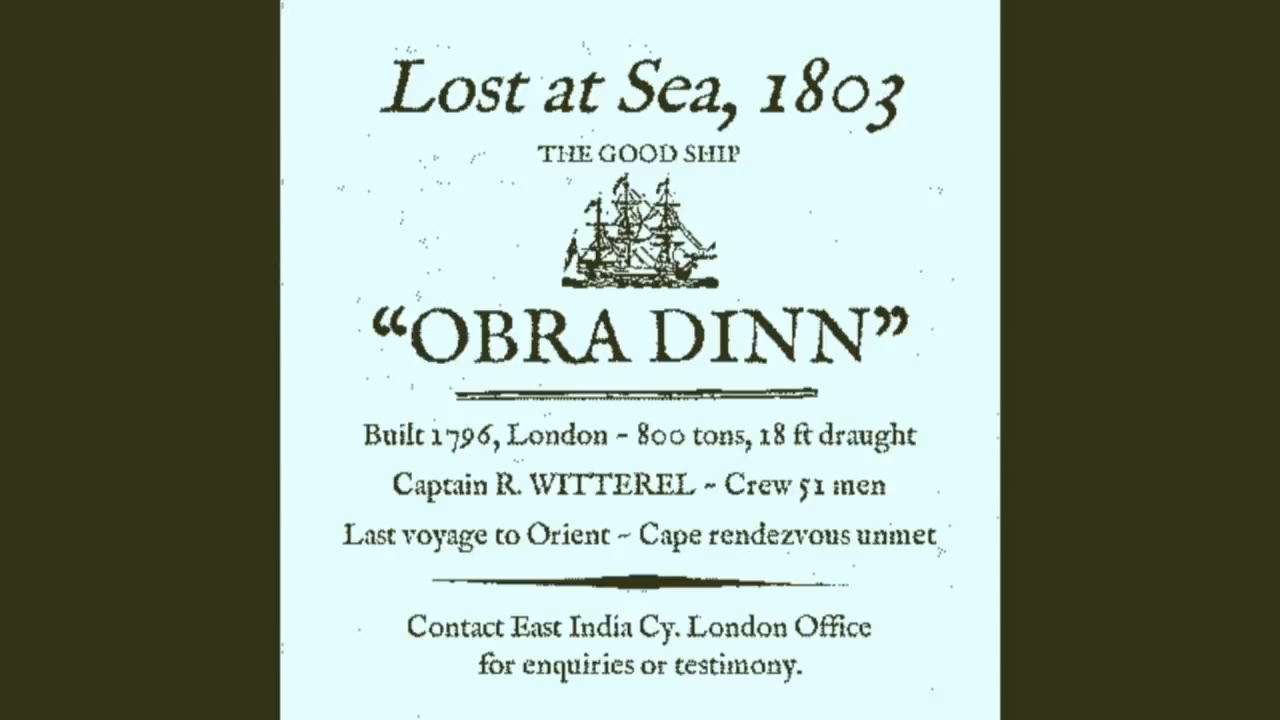 Lost at Sea, 1803
THE GOOD SHIP
“OBRA DINN”
Built 1796, London ~ 800 tons, 18 ft draught
Captain R. WITTEREL ~ Crew 51 men
Last voyage to Orient ~ Cape rendezvous unmet
Contact East India Cy. London Office
for enquiries or testimony.